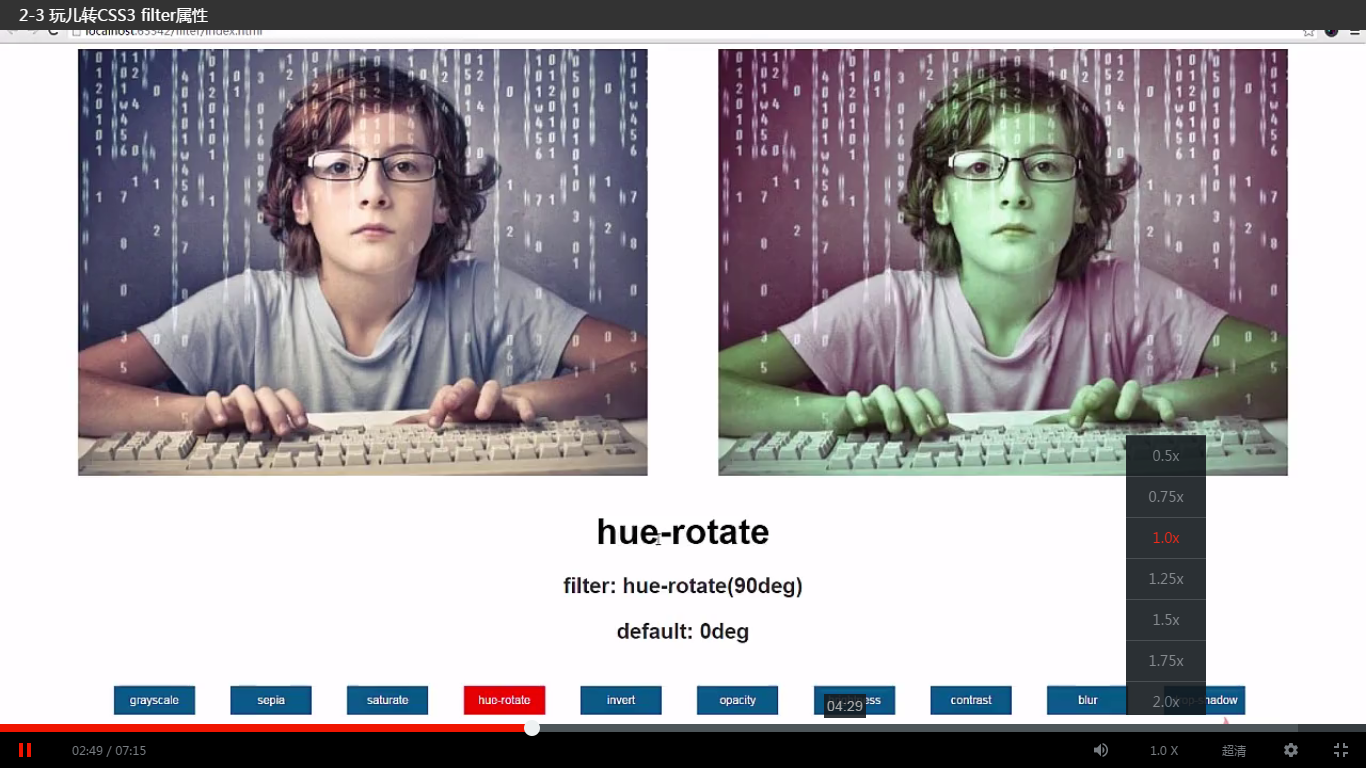 2-3 玩儿转CSS3 filter属性
localhost:63342/filter/index.html
hue-rotate
filter: hue-rotate(90deg)
default: 0deg
grayscale
sepia
saturate
hue-rotate
invert
opacity
contrast
blur
04:29
0.5x
0.75x
1.0x
1.25x
1.5x
1.75x
2.0x
02:49 / 07:15
1.0 X
超清